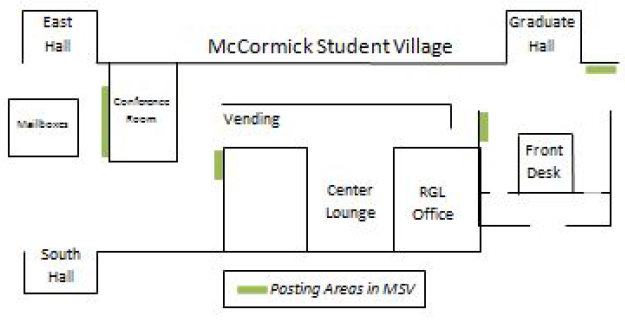 East
Hall
McCormick Student Village
Graduate
Hall
Mailboxes
Conference
Room
Vending
Front
Desk
Center
Lounge
RGL
Office
South
Hall
Posting Areas in MSV